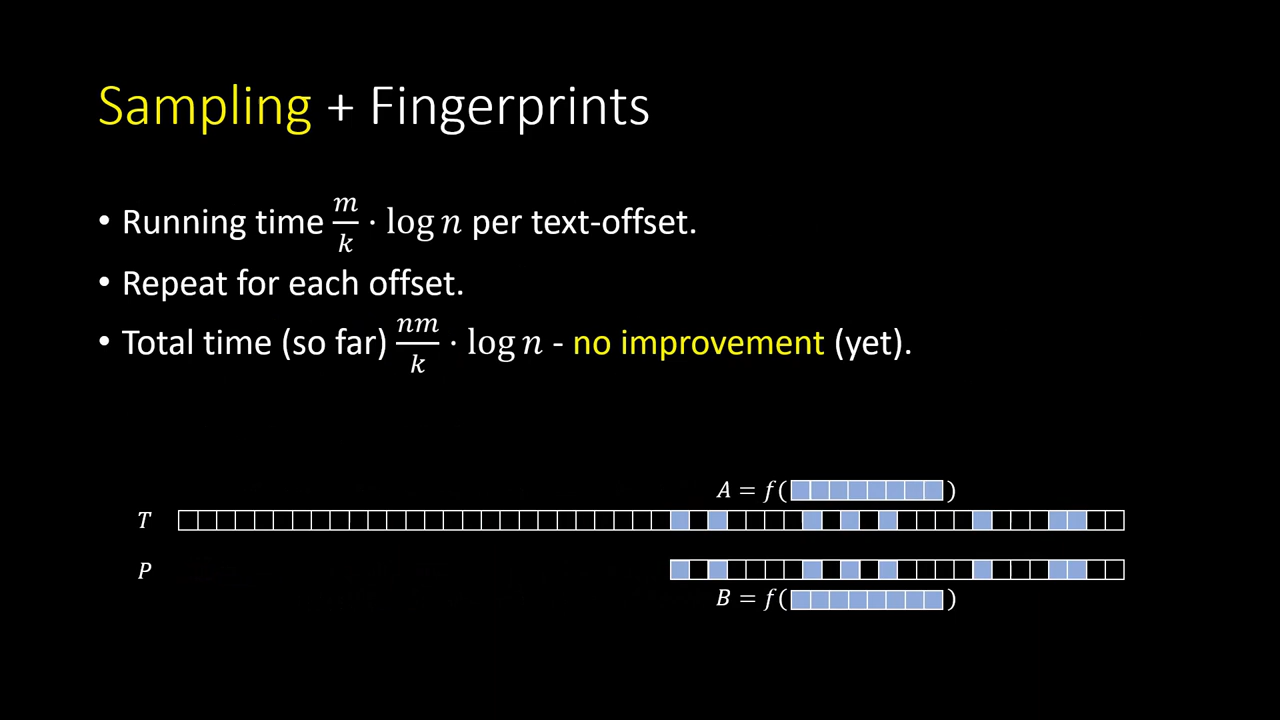 Sampling + Fingerprints
• Running time m/k · log n per text-offset.
• Repeat for each offset.
• Total time (so far) nm/k · log n - no improvement (yet).
A = f( )
T
P
B = f( )